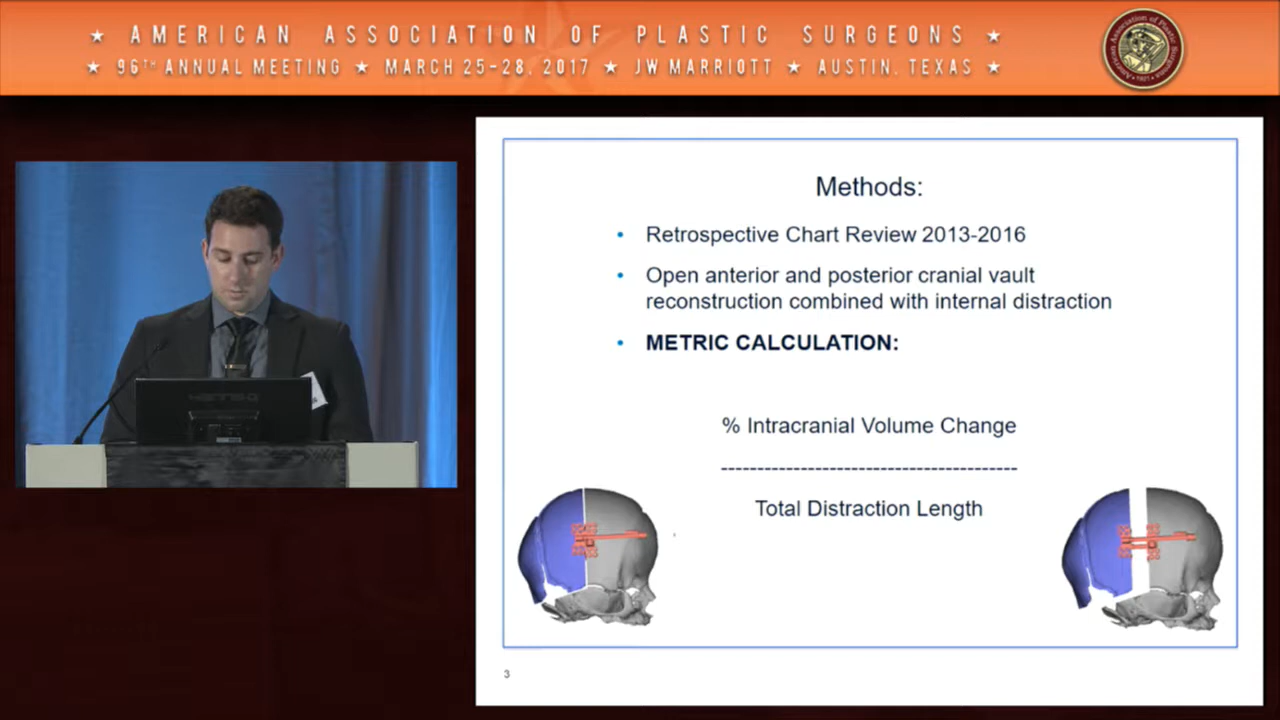 ★ AMERICAN ASSOCIATION OF PLASTIC SURGEONS ★
★ 96TH ANNUAL MEETING ★ MARCH 25-28, 2017 ★ JW MARRIOTT ★ AUSTIN, TEXAS ★
Methods:
• Retrospective Chart Review 2013-2016
• Open anterior and posterior cranial vault
reconstruction combined with internal distraction
• METRIC CALCULATION:
% Intracranial Volume Change
-----------------------------------------
Total Distraction Length
3